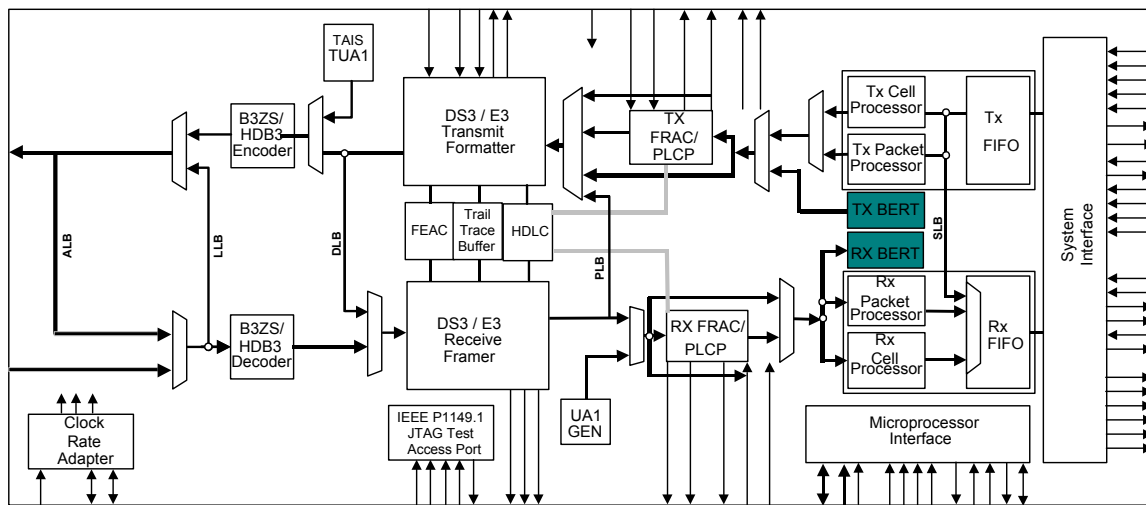 TAIS
TUA1
B3ZS/
HDB3
Encoder
DS3 / E3
Transmit
Formatter
TX
FRAC/
PLCP
Tx Cell
Processor
Tx Packet
Processor
Tx
FIFO
System
Interface
TX BERT
RX BERT
FEAC
Trail
Trace
Buffer
HDLC
ALB
LLB
DLB
PLB
SLB
B3ZS/
HDB3
Decoder
DS3 / E3
Receive
Framer
RX FRAC/
PLCP
Rx
Packet
Processor
Rx Cell
Processor
Rx
FIFO
UA1
GEN
Clock
Rate
Adapter
IEEE P1149.1
JTAG Test
Access Port
Microprocessor
Interface